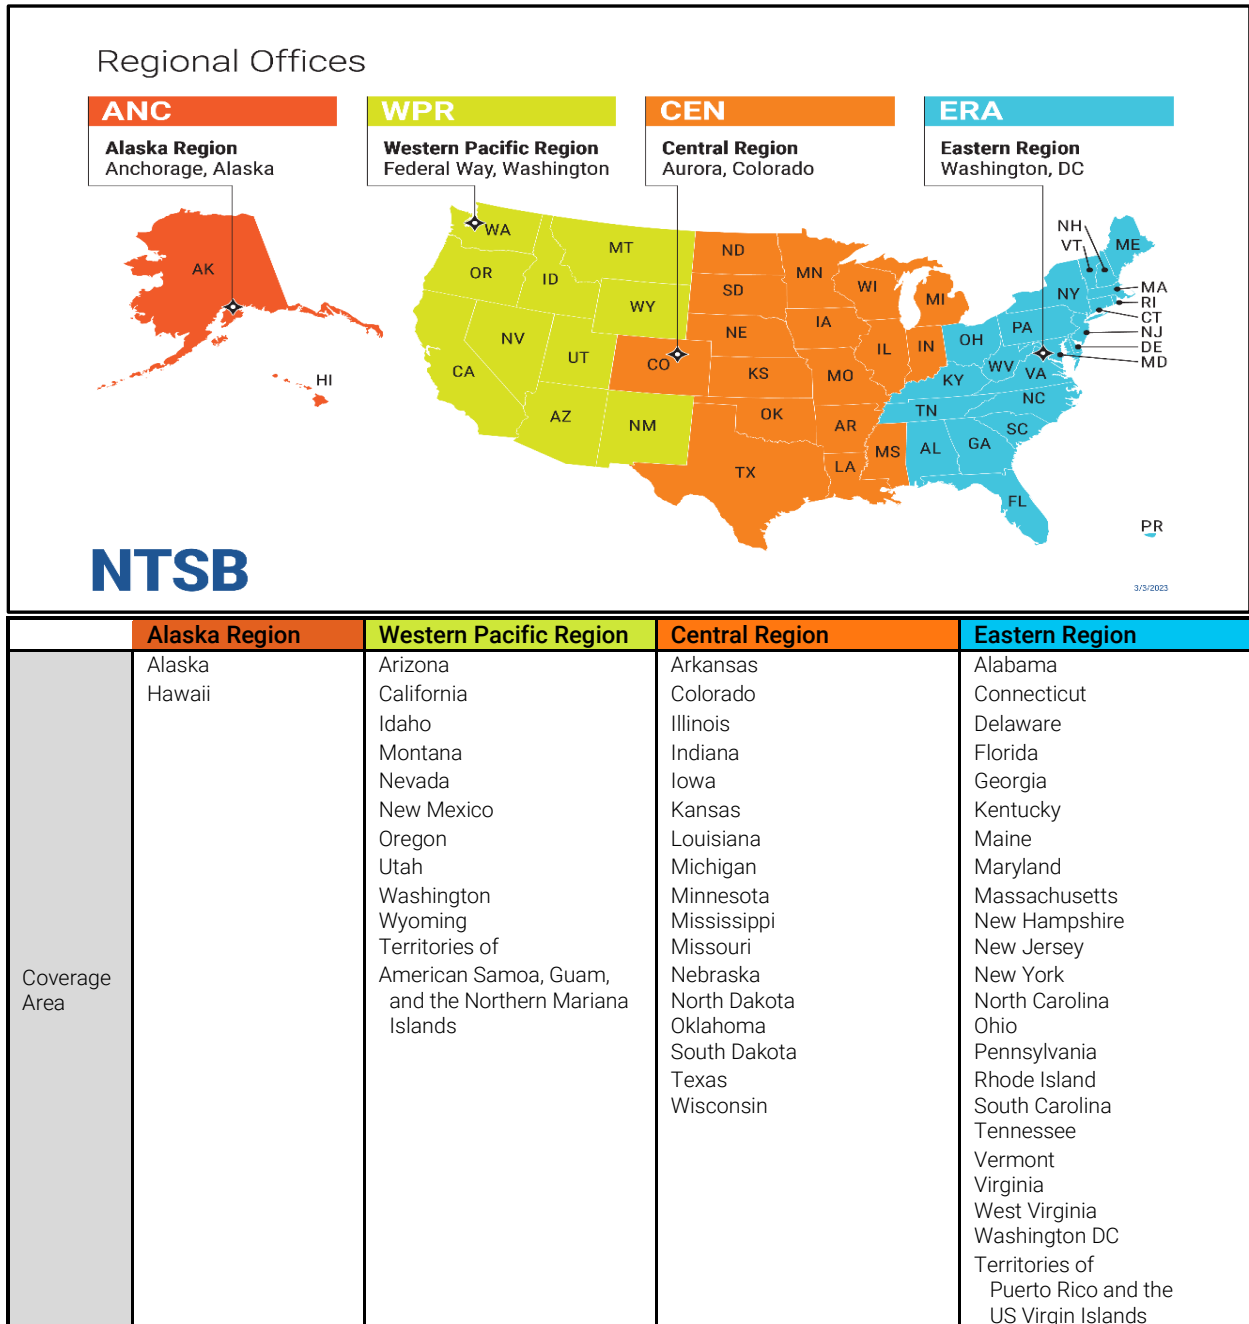 Regional Offices
ANC
Alaska Region
Anchorage, Alaska
WPR
Western Pacific Region
Federal Way, Washington
CEN
Central Region
Aurora, Colorado
ERA
Eastern Region
Washington, DC
AK
HI
WA
OR
ID
MT
WY
NV
UT
CA
AZ
NM
ND
SD
NE
CO
KS
OK
TX
MN
IA
MO
AR
LA
WI
IL
MI
IN
MS
OH
KY
TN
AL
GA
FL
SC
NC
VA
WV
PA
NY
VT
NH
ME
MA
RI
CT
NJ
DE
MD
PR
NTSB
3/3/2023
Alaska Region
Western Pacific Region
Central Region
Eastern Region
Coverage
Area
Alaska
Hawaii
Arizona
California
Idaho
Montana
Nevada
New Mexico
Oregon
Utah
Washington
Wyoming
Territories of
American Samoa, Guam,
and the Northern Mariana
Islands
Arkansas
Colorado
Illinois
Indiana
Iowa
Kansas
Louisiana
Michigan
Minnesota
Mississippi
Missouri
Nebraska
North Dakota
Oklahoma
South Dakota
Texas
Wisconsin
Alabama
Connecticut
Delaware
Florida
Georgia
Kentucky
Maine
Maryland
Massachusetts
New Hampshire
New Jersey
New York
North Carolina
Ohio
Pennsylvania
Rhode Island
South Carolina
Tennessee
Vermont
Virginia
West Virginia
Washington DC
Territories of
Puerto Rico and the
US Virgin Islands